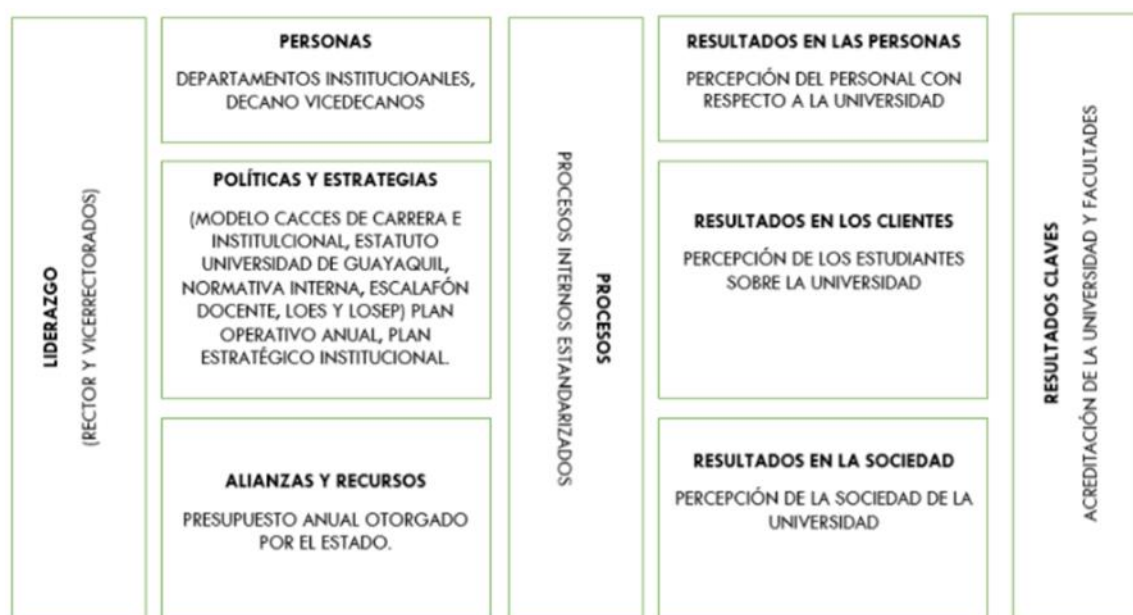 LIDERAZGO
(RECTOR Y VICERRECTORADOS)
PERSONAS
DEPARTAMENTOS INSTITUCIOANLES,
DECANO VICEDECANOS
POLÍTICAS Y ESTRATEGIAS
(MODELO CACCES DE CARRERA E
INSTITULCIONAL, ESTATUTO
UNIVERSIDAD DE GUAYAQUIL,
NORMATIVA INTERNA, ESCALAFÓN
DOCENTE, LOES Y LOSEP) PLAN
OPERATIVO ANUAL, PLAN
ESTRATÉGICO INSTITUCIONAL.
ALIANZAS Y RECURSOS
PRESUPUESTO ANUAL OTORGADO
POR EL ESTADO.
PROCESOS
PROCESOS INTERNOS ESTANDARIZADOS
RESULTADOS EN LAS PERSONAS
PERCEPCIÓN DEL PERSONAL CON
RESPECTO A LA UNIVERSIDAD
RESULTADOS EN LOS CLIENTES
PERCEPCIÓN DE LOS ESTUDIANTES
SOBRE LA UNIVERSIDAD
RESULTADOS EN LA SOCIEDAD
PERCEPCIÓN DE LA SOCIEDAD DE LA
UNIVERSIDAD
RESULTADOS CLAVES
ACREDITACIÓN DE LA UNIVERSIDAD Y FACULTADES